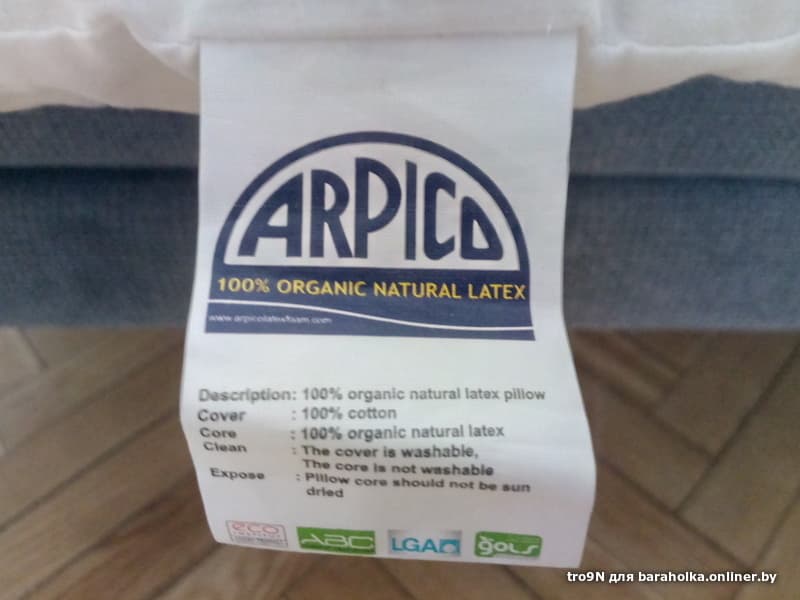 ARPICO
100% ORGANIC NATURAL LATEX
www.arpicolatexfoam.com
Description: 100% organic natural latex pillow
Cover : 100% cotton
Core : 100% organic natural latex
Clean : The cover is washable,
The core is not washable
Expose : Pillow core should not be sun
dried
eco
ABC
LGA
gols
tro9N для baraholka.onliner.by